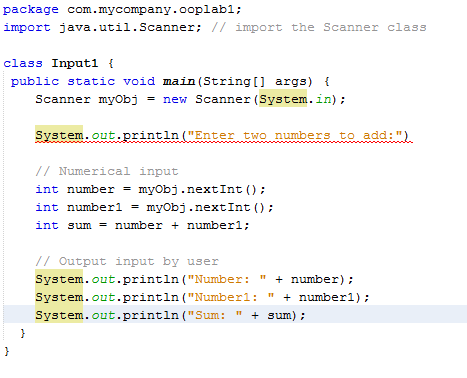 package com.mycompany.ooplab1;
import java.util.Scanner; // import the Scanner class
class Input1 {
public static void main(String[] args) {
Scanner myObj = new Scanner(System.in);
System.out.println("Enter two numbers to add:")
// Numerical input
int number = myObj.nextInt();
int number1 = myObj.nextInt();
int sum = number + number1;
// Output input by user
System.out.println("Number: " + number);
System.out.println("Number1: " + number1);
System.out.println("Sum: " + sum);
}
}